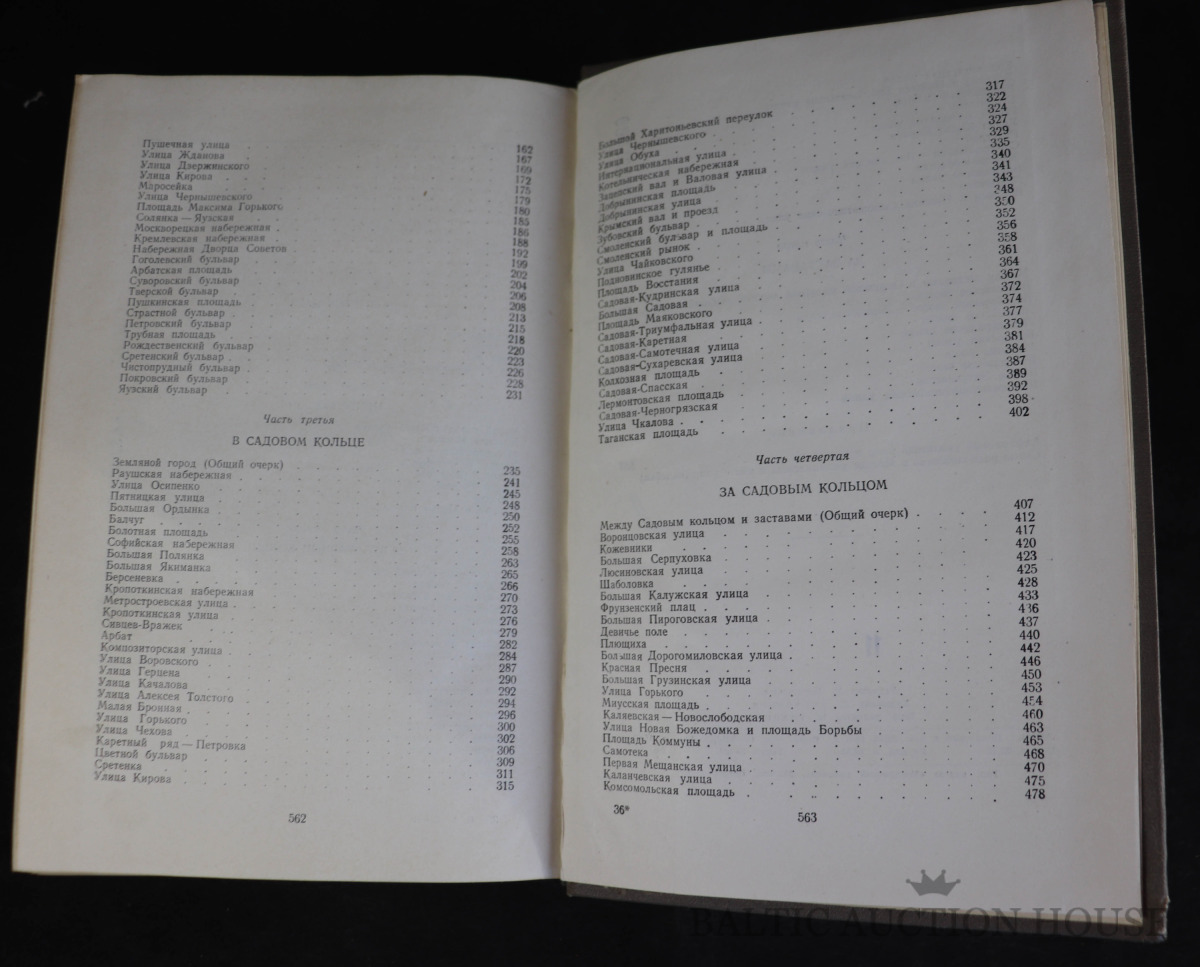 Пушечная улица 162
Улица Жданова 167
Улица Дзержинского 169
Улица Кирова 172
Маросейка 175
Улица Чернышевского 179
Площадь Максима Горького 180
Солянка — Яузская 185
Москворецкая набережная 186
Кремлевская набережная 188
Набережная Дворца Советов 192
Гоголевский бульвар 199
Арбатская площадь 202
Суворовский бульвар 204
Тверской бульвар 206
Пушкинская площадь 208
Страстной бульвар 213
Петровский бульвар 215
Трубная площадь 218
Рождественский бульвар 220
Сретенский бульвар 223
Чистопрудный бульвар 226
Покровский бульвар 228
Яузский бульвар 231
Часть третья
В САДОВОМ КОЛЬЦЕ
Земляной город (Общий очерк) 235
Раушская набережная 241
Улица Осипенко 245
Пятницкая улица 248
Большая Ордынка 250
Балчуг 252
Болотная площадь 255
Софийская набережная 258
Большая Полянка 263
Большая Якиманка 265
Берсеневка 266
Кропоткинская набережная 270
Метростроевская улица 273
Кропоткинская улица 276
Сивцев-Вражек 279
Арбат 282
Композиторская улица 284
Улица Воровского 287
Улица Герцена 290
Улица Качалова 292
Улица Алексея Толстого 294
Малая Бронная 296
Улица Горького 300
Улица Чехова 302
Каретный ряд — Петровка 306
Цветной бульвар 309
Сретенка 311
Улица Кирова 315
562
Большой Харитоньевский переулок 317
Улица Чернышевского 322
Улица Обуха 324
Интернациональная улица 327
Котельническая набережная 329
Зацепский вал и Валовая улица 335
Добрынинская площадь 340
Добрынинская улица 341
Крымский вал и проезд 343
Зубовский бульвар 348
Смоленский бульвар и площадь 350
Смоленский рынок 352
Улица Чайковского 356
Подновинское гулянье 358
Площадь Восстания 361
Садовая-Кудринская улица 364
Большая Садовая 367
Площадь Маяковского 372
Садовая-Триумфальная улица 374
Садовая-Каретная 377
Садовая-Самотечная улица 379
Садовая-Сухаревская улица 381
Колхозная площадь 384
Садовая-Спасская 387
Лермонтовская площадь 389
Садовая-Черногрязская 392
Улица Чкалова 398
Таганская площадь 402
Часть четвертая
ЗА САДОВЫМ КОЛЬЦОМ
Между Садовым кольцом и заставами (Общий очерк) 407
Воронцовская улица 412
Кожевники 417
Большая Серпуховка 420
Люсиновская улица 423
Шаболовка 425
Большая Калужская улица 428
Фрунзенский плац 433
Большая Пироговская улица 436
Девичье поле 437
Плющиха 440
Большая Дорогомиловская улица 442
Красная Пресня 446
Большая Грузинская улица 450
Улица Горького 453
Миусская площадь 454
Каляевская — Новослободская 460
Улица Новая Божедомка и площадь Борьбы 463
Площадь Коммуны 465
Самотека 468
Первая Мещанская улица 470
Каланчевская улица 475
Комсомольская площадь 478
36*
563
BALTIC AUCTION HOUSE